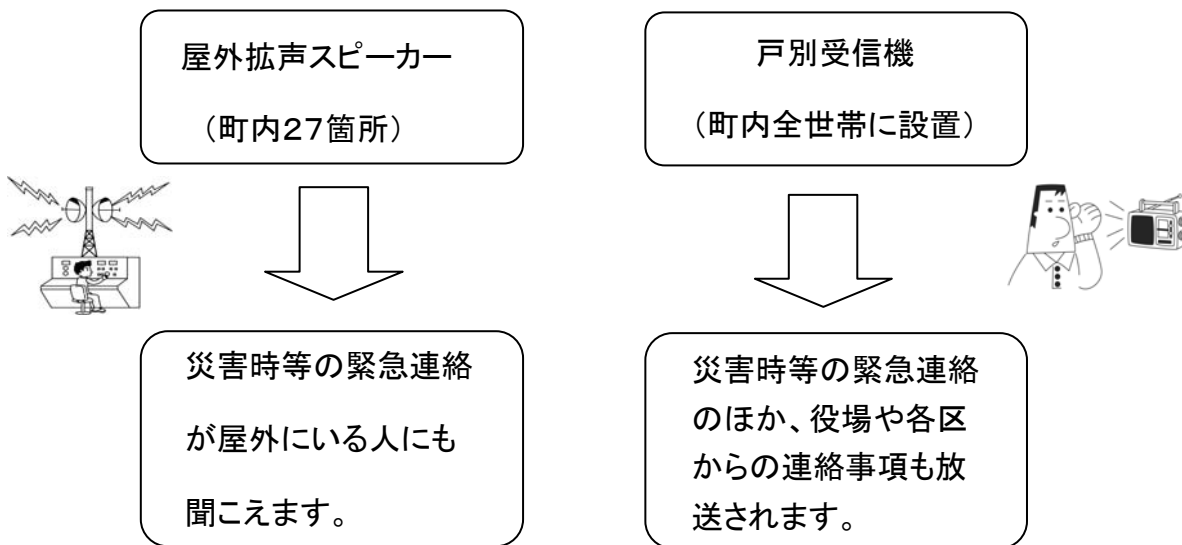 屋外拡声スピーカー
（町内２７箇所）
戸別受信機
（町内全世帯に設置）
災害時等の緊急連絡
が屋外にいる人にも
聞こえます。
災害時等の緊急連絡
のほか、役場や各区
からの連絡事項も放
送されます。